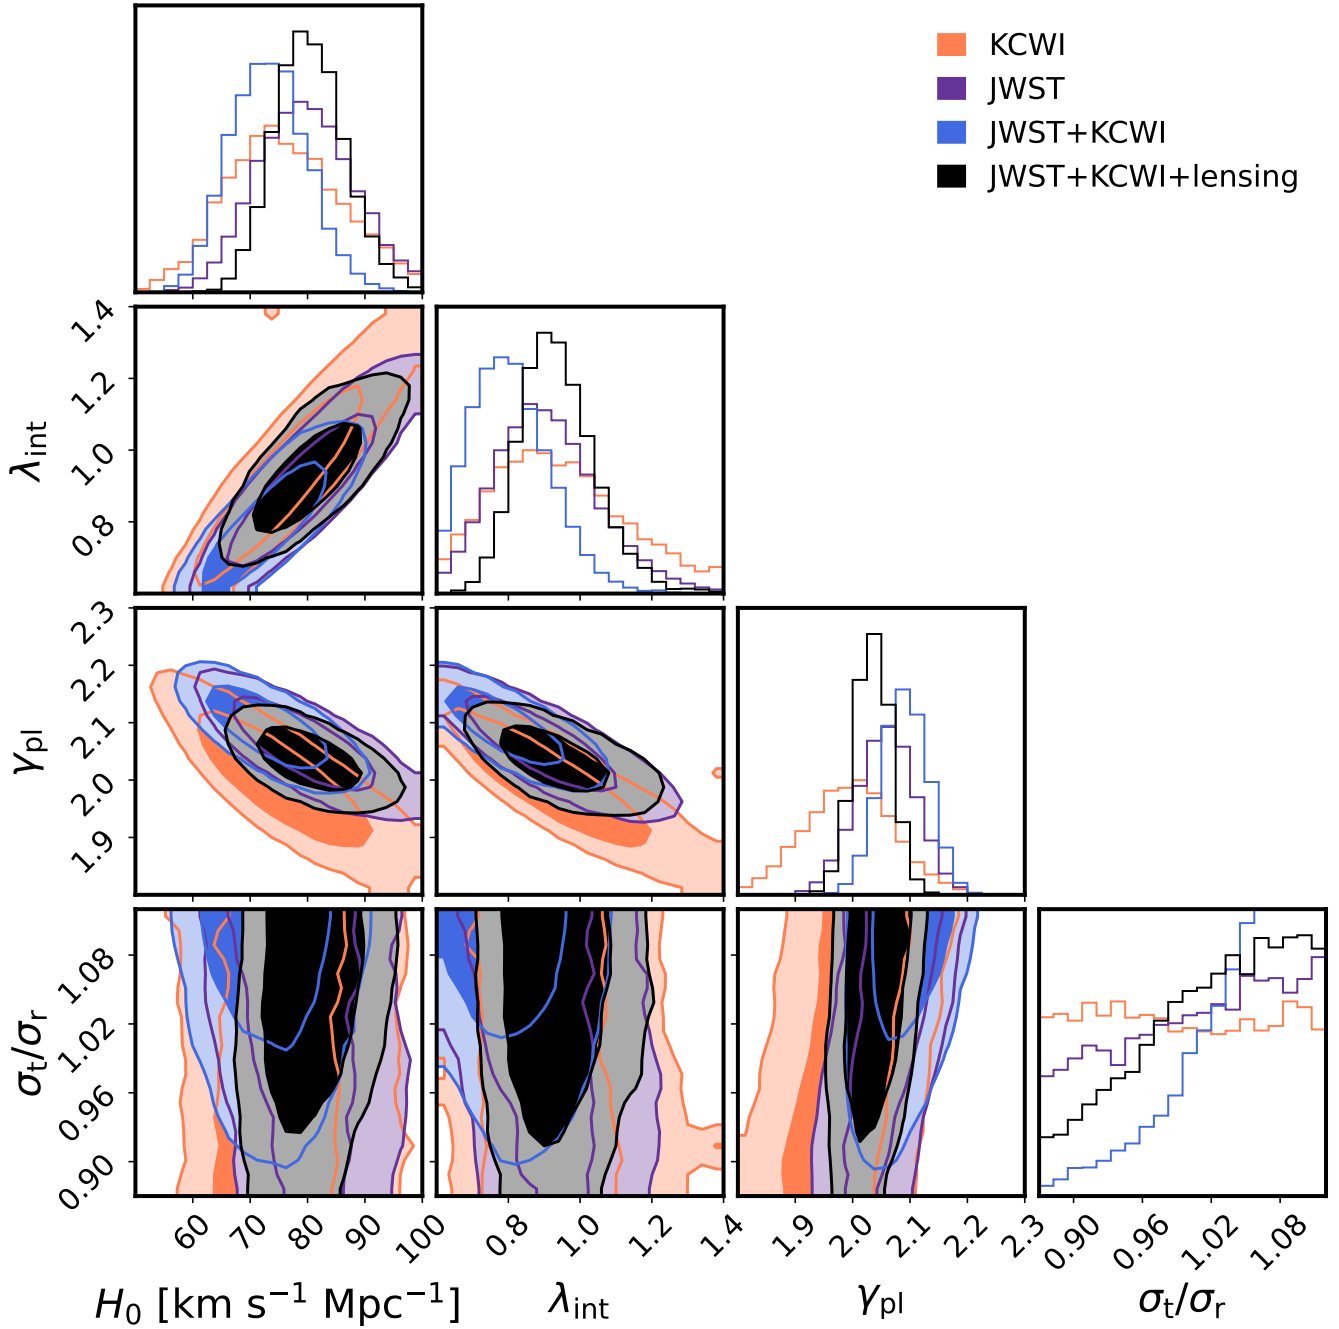 KCWI
JWST
JWST+KCWI
JWST+KCWI+lensing
1.4
1.2
1.0
0.8
λint
2.3
2.2
2.1
2.0
1.9
γpl
1.08
1.02
0.96
0.90
σt/σr
60 70 80 90 100 0.8 1.0 1.2 1.4 1.9 2.0 2.1 2.2 2.3 0.90 0.96 1.02 1.08
H0 [km s−1 Mpc−1] λint γpl σt/σr